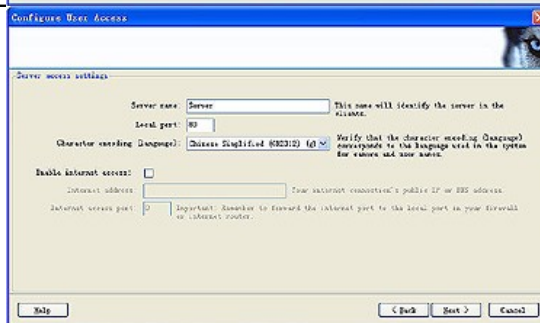 Configure User Access
Server access settings
Server name: Server This name will identify the server in the clients.
Local port: 80
Character encoding (language): Chinese Simplified (GB2312) Verify that the character encoding (language) corresponds to the language used in the system for camera and user names.
Enable internet access:
Internet address: Your internet connection's public IP or DNS address.
Internet access port: 0 Important: Remember to forward the internet port to the local port in your firewall or internet router.
Help < Back Next > Cancel